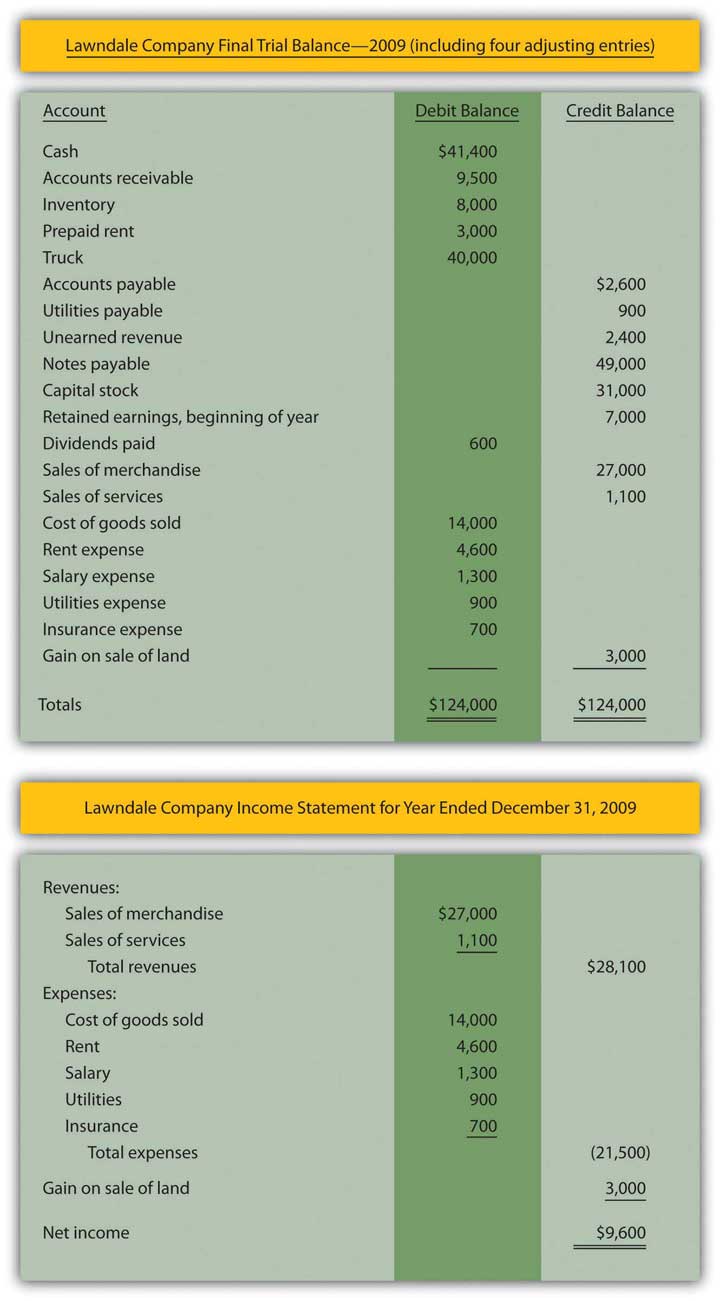 Lawndale Company Final Trial Balance—2009 (including four adjusting entries)
Account Debit Balance Credit Balance
Cash $41,400
Accounts receivable 9,500
Inventory 8,000
Prepaid rent 3,000
Truck 40,000
Accounts payable $2,600
Utilities payable 900
Unearned revenue 2,400
Notes payable 49,000
Capital stock 31,000
Retained earnings, beginning of year 7,000
Dividends paid 600
Sales of merchandise 27,000
Sales of services 1,100
Cost of goods sold 14,000
Rent expense 4,600
Salary expense 1,300
Utilities expense 900
Insurance expense 700
Gain on sale of land 3,000
Totals $124,000 $124,000
Lawndale Company Income Statement for Year Ended December 31, 2009
Revenues:
Sales of merchandise $27,000
Sales of services 1,100
Total revenues $28,100
Expenses:
Cost of goods sold 14,000
Rent 4,600
Salary 1,300
Utilities 900
Insurance 700
Total expenses (21,500)
Gain on sale of land 3,000
Net income $9,600